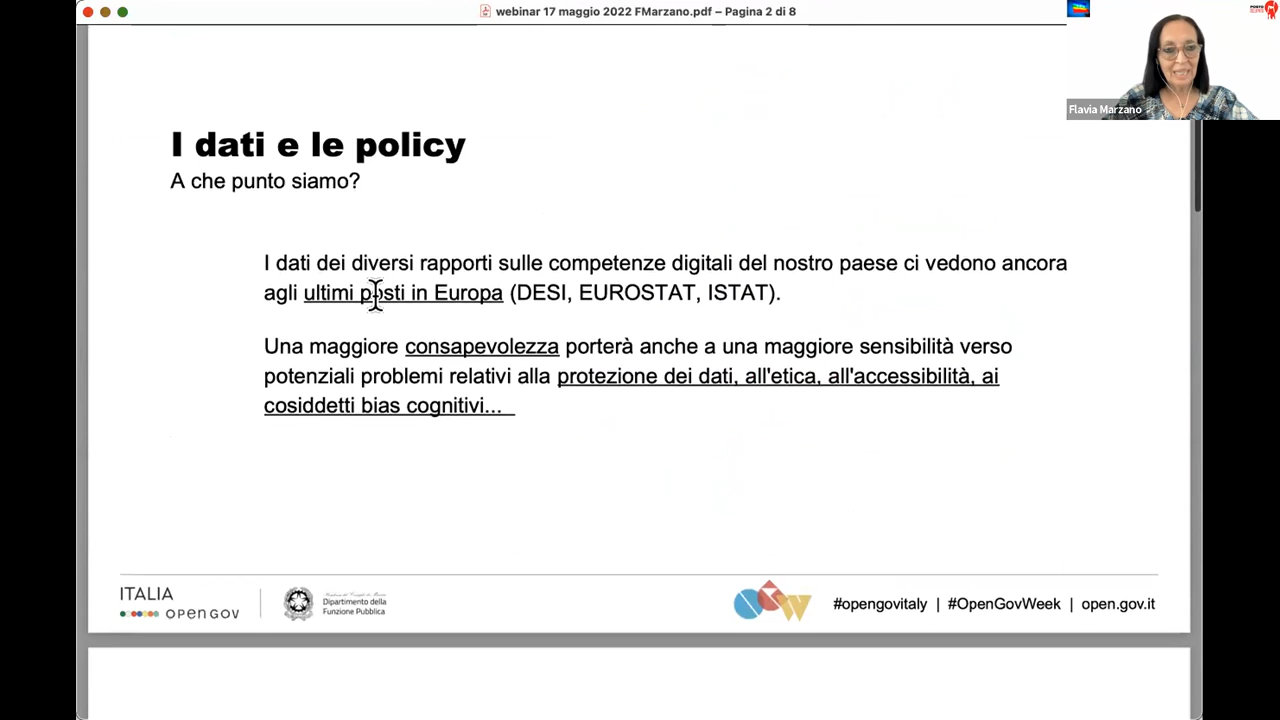 webinar 17 maggio 2022 FMarzano.pdf – Pagina 2 di 8
Flavia Marzano
I dati e le policy
A che punto siamo?
I dati dei diversi rapporti sulle competenze digitali del nostro paese ci vedono ancora
agli ultimi posti in Europa (DESI, EUROSTAT, ISTAT).
Una maggiore consapevolezza porterà anche a una maggiore sensibilità verso
potenziali problemi relativi alla protezione dei dati, all'etica, all'accessibilità, ai
cosiddetti bias cognitivi...
ITALIA
OPENGOV
Dipartimento della
Funzione Pubblica
#opengovitaly | #OpenGovWeek | open.gov.it